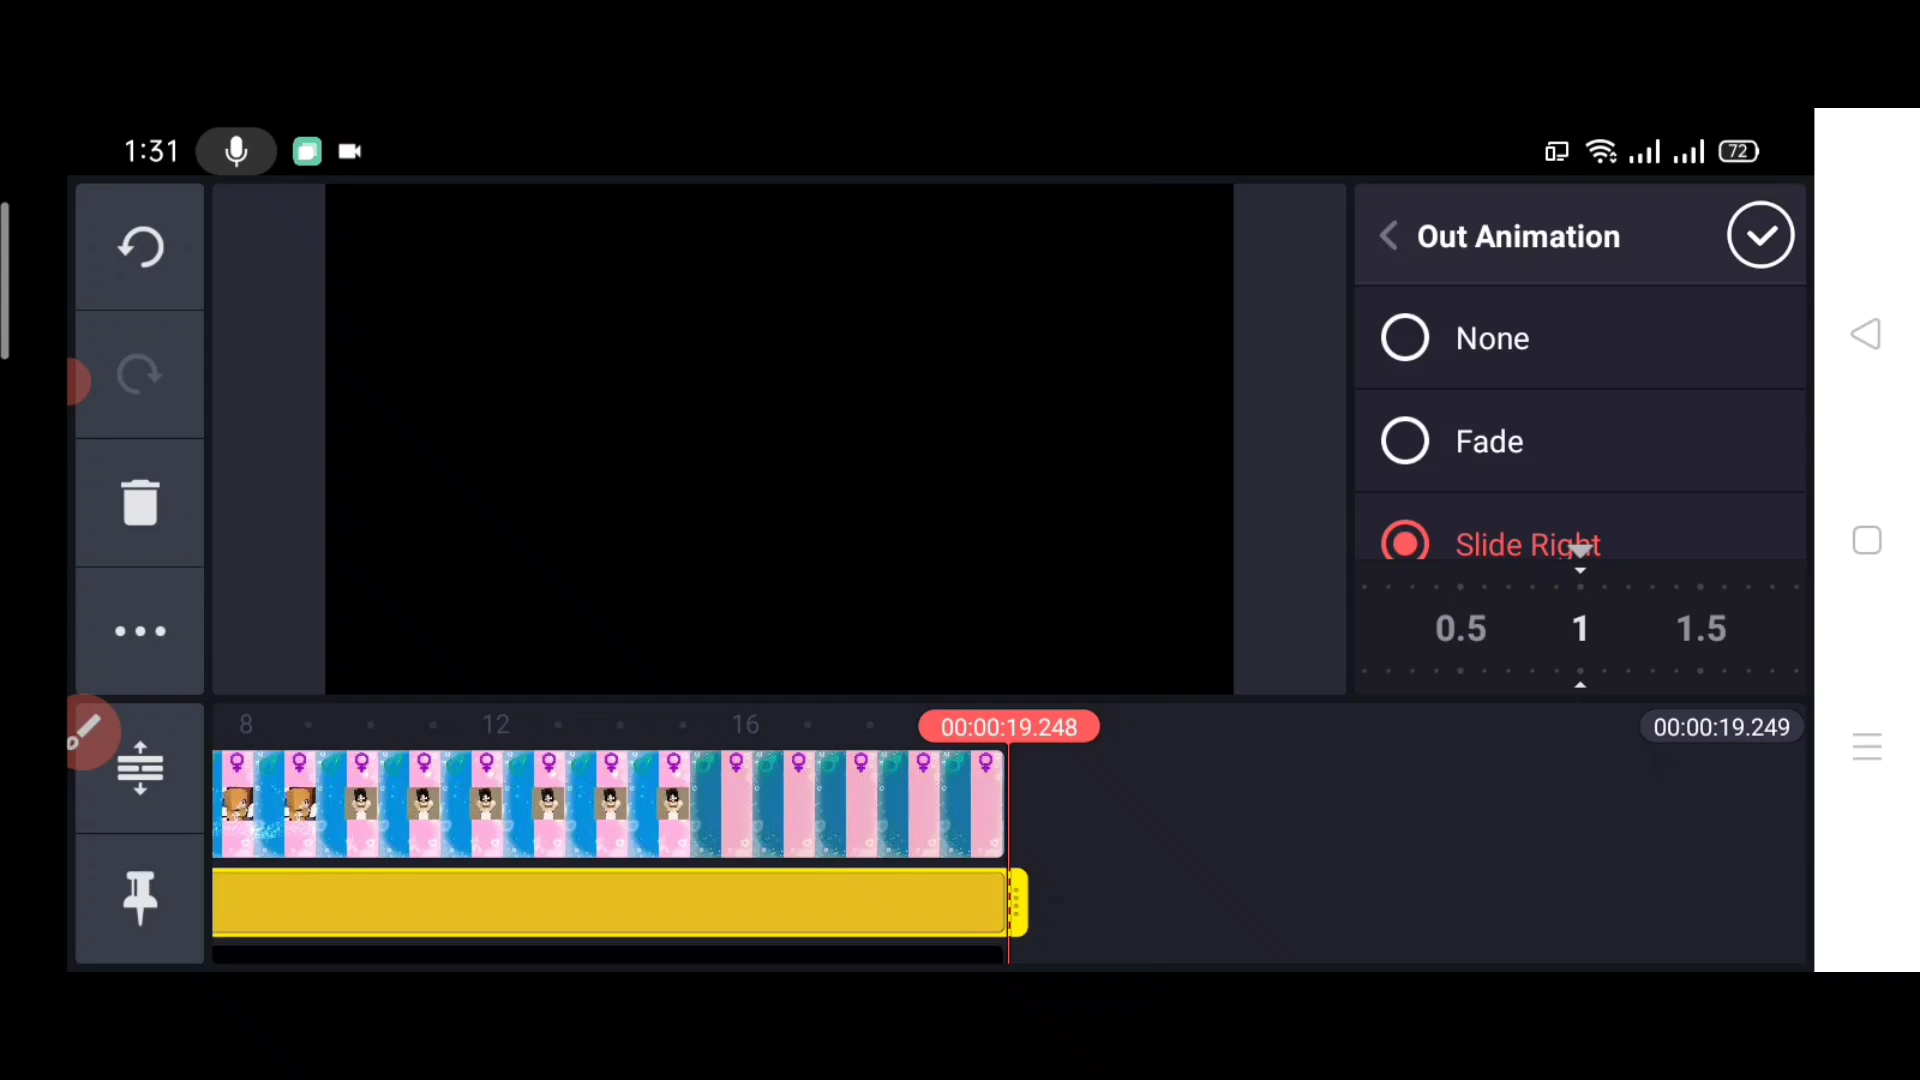 1:31
72
Out Animation
None
Fade
Slide Right
0.5 1 1.5
8 12 16 00:00:19.248 00:00:19.249